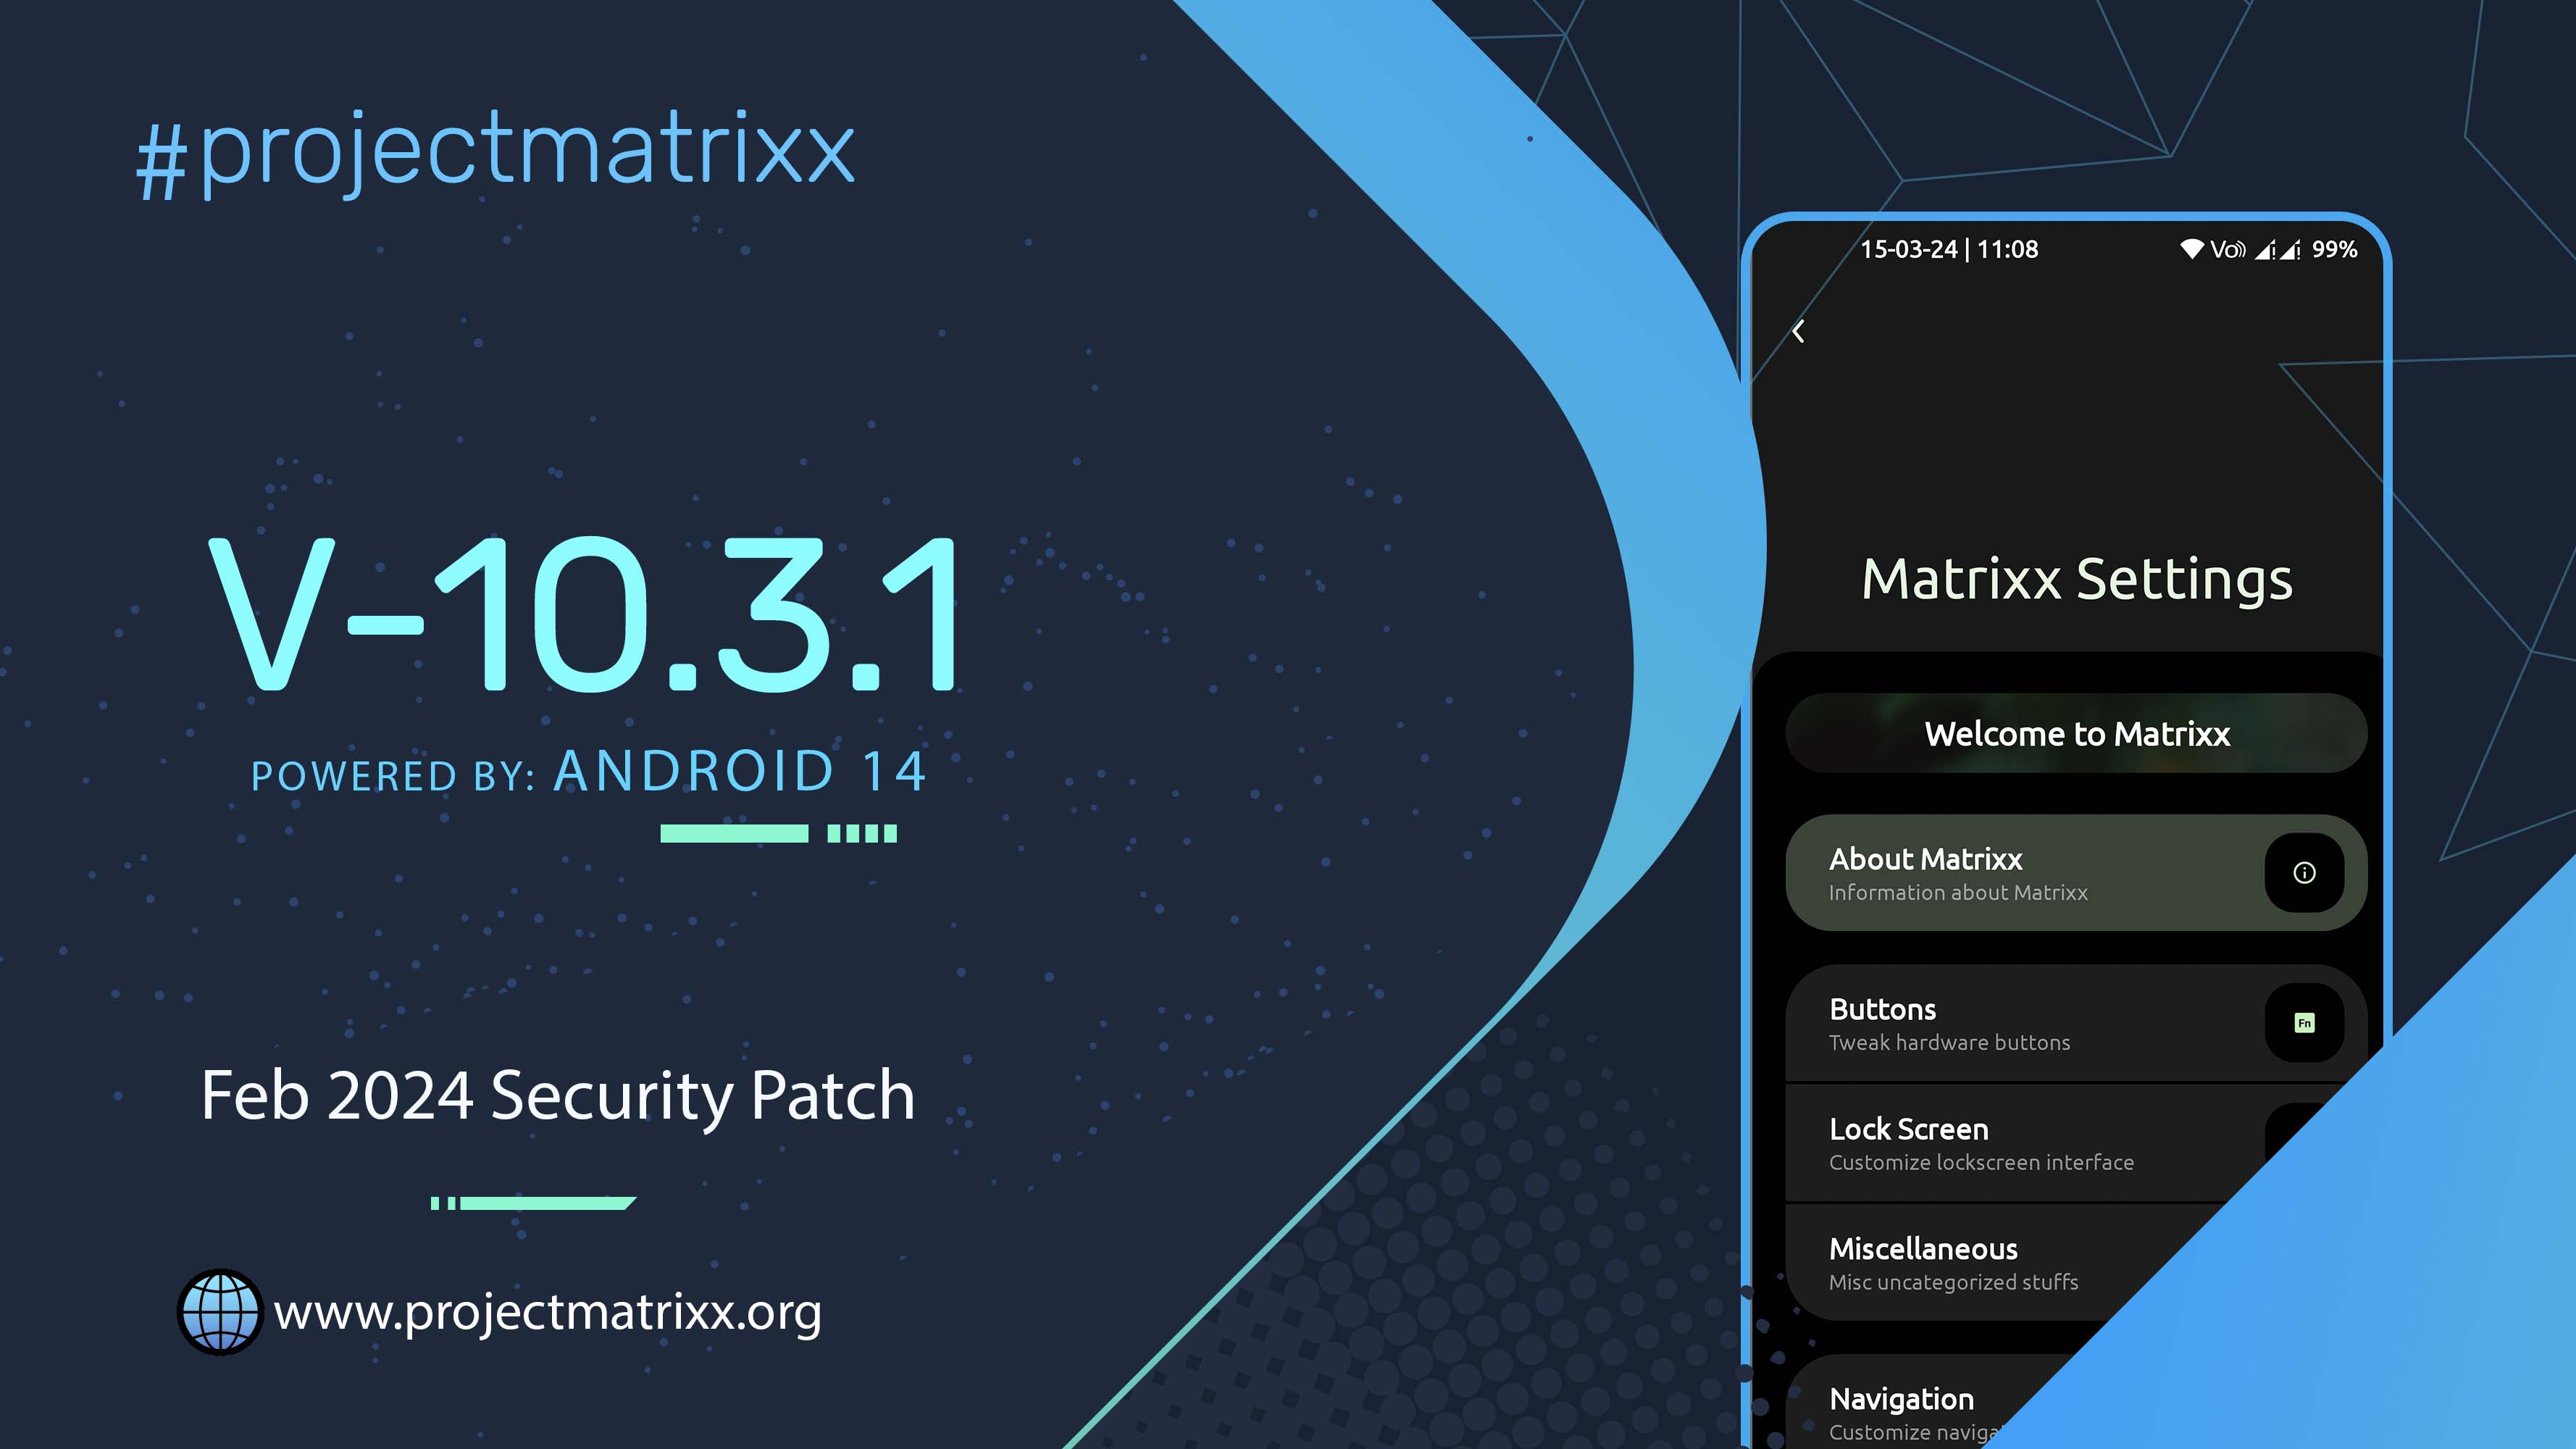 #projectmatrixx
V-10.3.1
POWERED BY: ANDROID 14
Feb 2024 Security Patch
www.projectmatrixx.org
15-03-24 | 11:08 Vo 99%
Matrixx Settings
Welcome to Matrixx
About Matrixx
Information about Matrixx
Buttons
Tweak hardware buttons
Fn
Lock Screen
Customize lockscreen interface
Miscellaneous
Misc uncategorized stuffs
Navigation
Customize